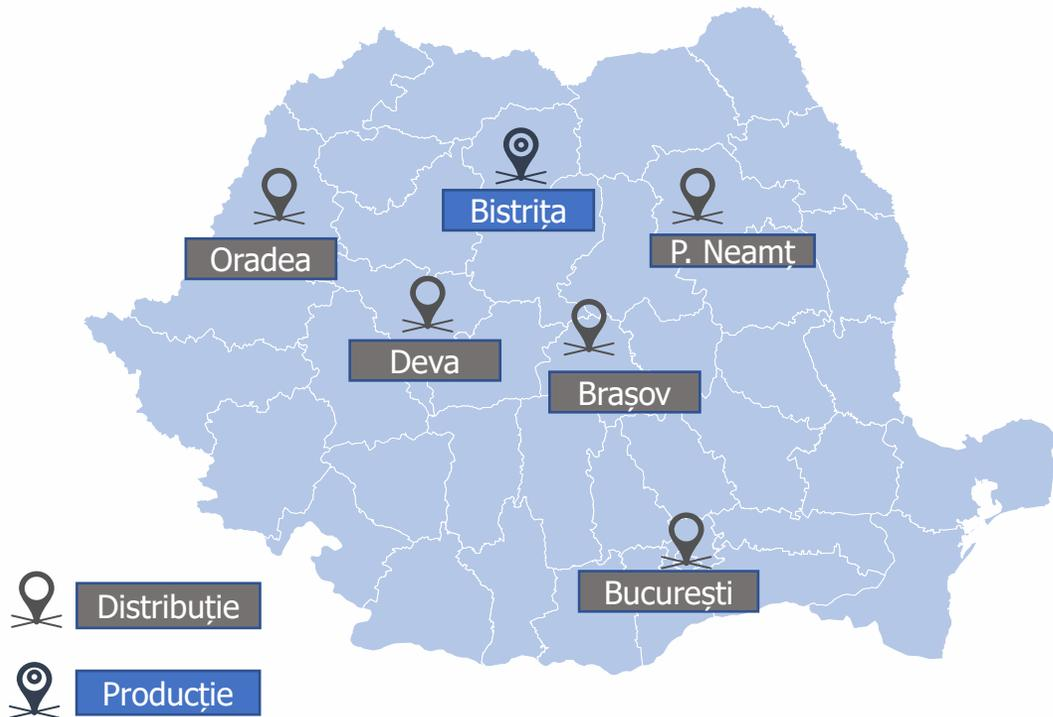 Bistrița
P. Neamț
Oradea
Deva
Brașov
București
Distribuție
Producție